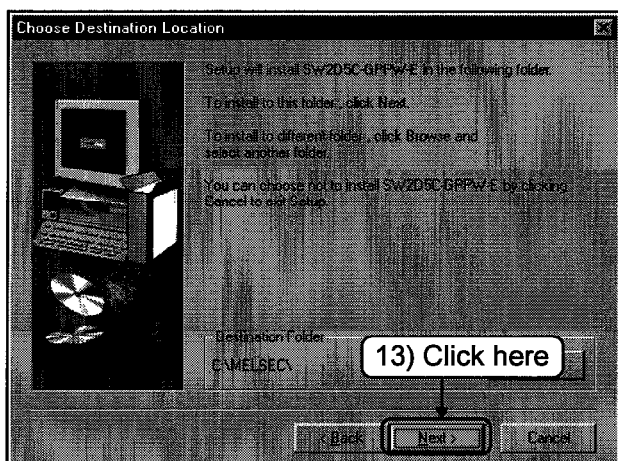 Choose Destination Location
Setup will install SW2D5C-GPPW-E in the following folder.
To install to this folder, click Next.
To install to different folder, click Browse and
select another folder.
You can choose not to install SW2D5C-GPPW-E by clicking
Cancel to exit Setup.
Destination Folder
C:\MELSEC\
13) Click here
< Back
Next >
Cancel